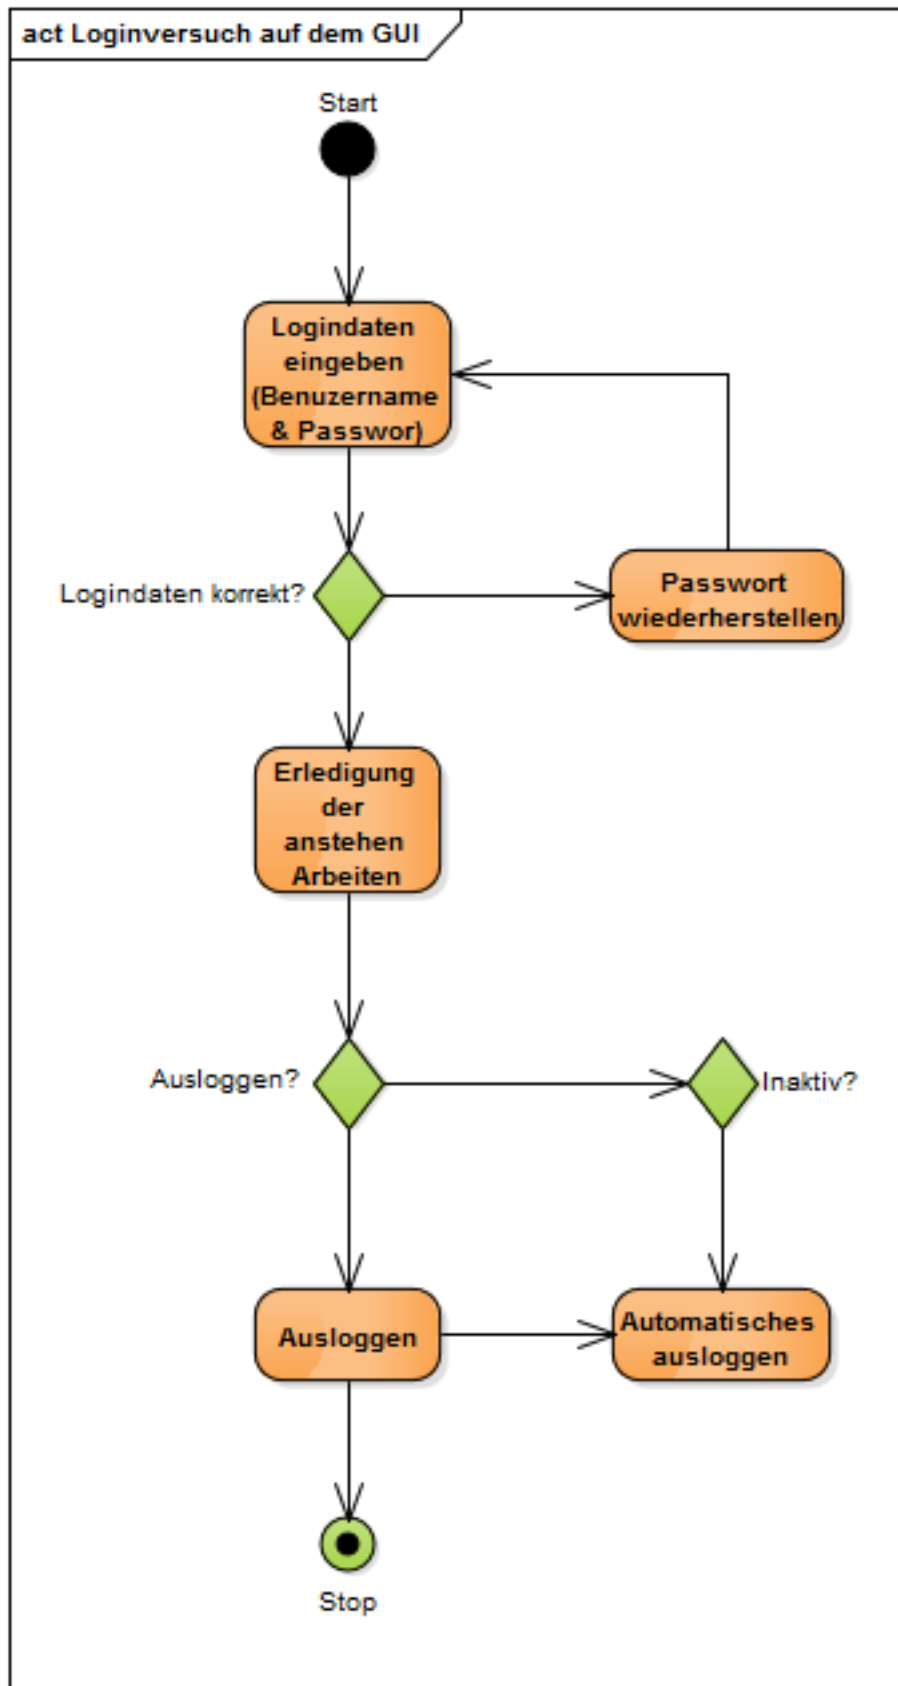 act Loginversuch auf dem GUI
Start
Logindaten
eingeben
(Benuzername
& Passwor)
Logindaten korrekt?
Passwort
wiederherstellen
Erledigung
der
anstehen
Arbeiten
Ausloggen?
Inaktiv?
Ausloggen
Automatisches
ausloggen
Stop